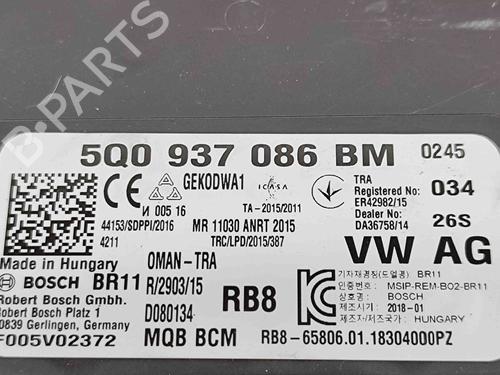 B-PARTS
5Q0 937 086 BM 0245
CE GEKODWA1 ICASA TRA
Registered No: 034
ER42982/15
И 005 16 TA-2015/2011 Dealer No:
44153/SDPPI/2016 MR 11030 ANRT 2015 DA36758/14 26S
4211 TRC/LPD/2015/387 VW AG
Made in Hungary OMAN-TRA
기자재명칭(모델명) BR11
BOSCH BR11 R/2903/15
인증번호 MSIP-REM-BO2-BR11
Robert Bosch Gmbh. RB8 제조자 BOSCH
Robert Bosch Platz 1 D080134 제조시기 2018-01
70839 Gerlingen, Germany 제조국가 HUNGARY
F005V02372 MQB BCM RB8-65806.01.18304000PZ